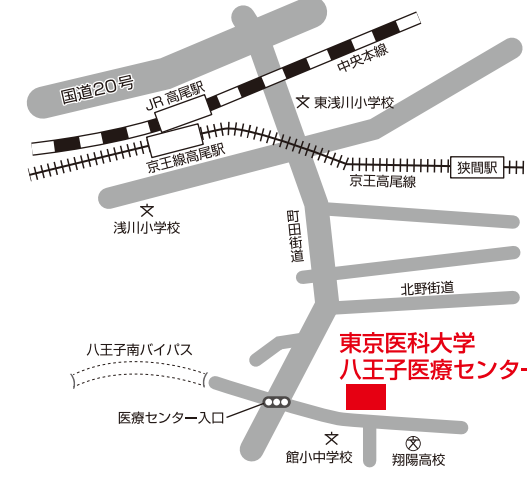 国道20号
JR 高尾駅
中央本線
東浅川小学校
京王線高尾駅
狭間駅
京王高尾線
浅川小学校
町田街道
北野街道
東京医科大学
八王子医療センター
八王子南バイパス
医療センター入口
館小中学校
翔陽高校